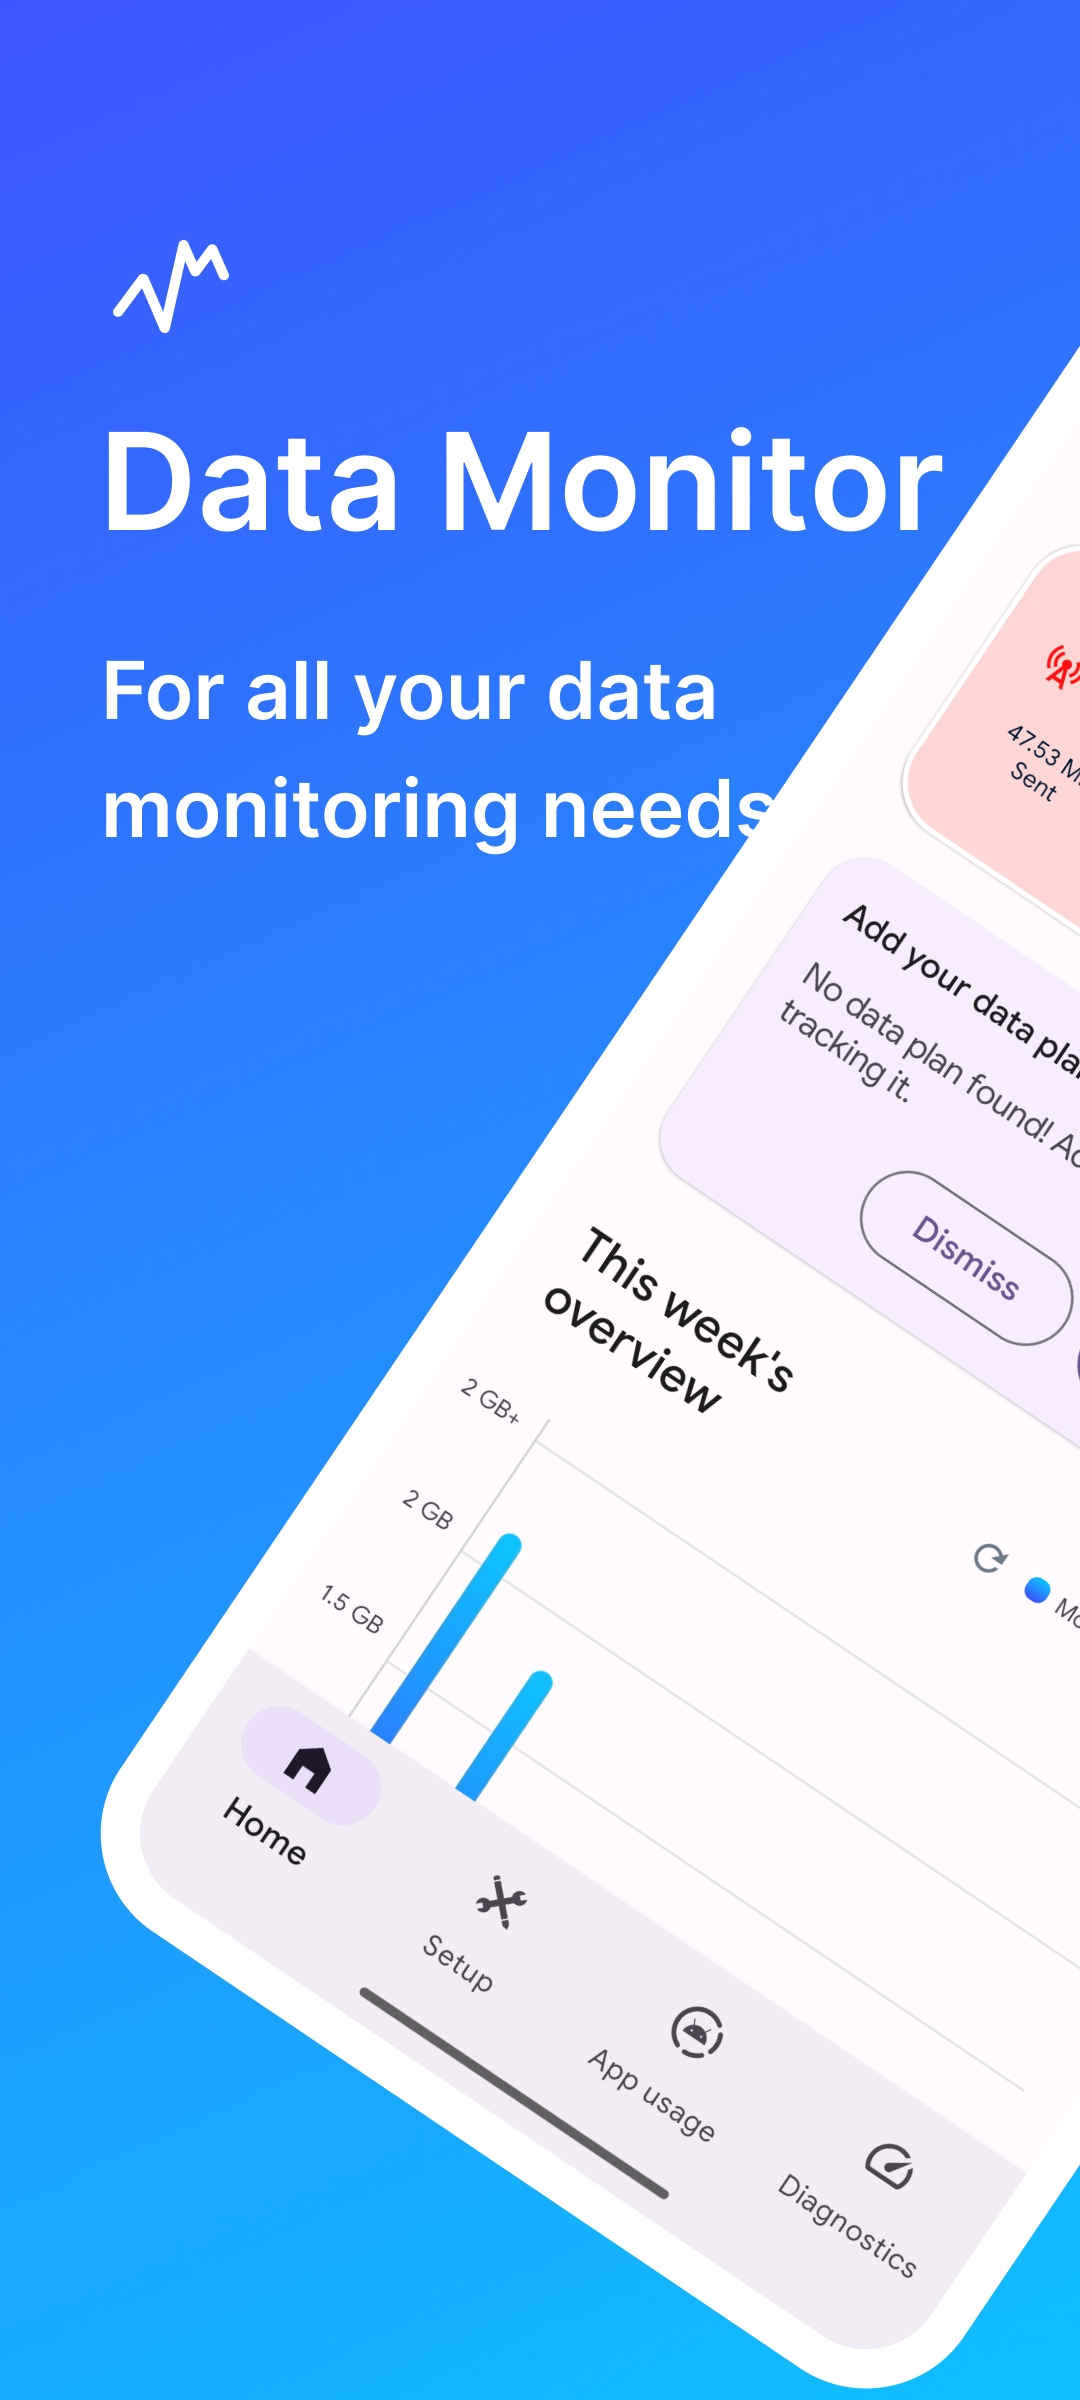 Data Monitor
For all your data
monitoring needs
47.53
Sent
Add your data
No data plan found!
tracking it.
Dismiss
This week's
overview
2 GB+
2 GB
1.5 GB
Home
Setup
App usage
Diagnostics